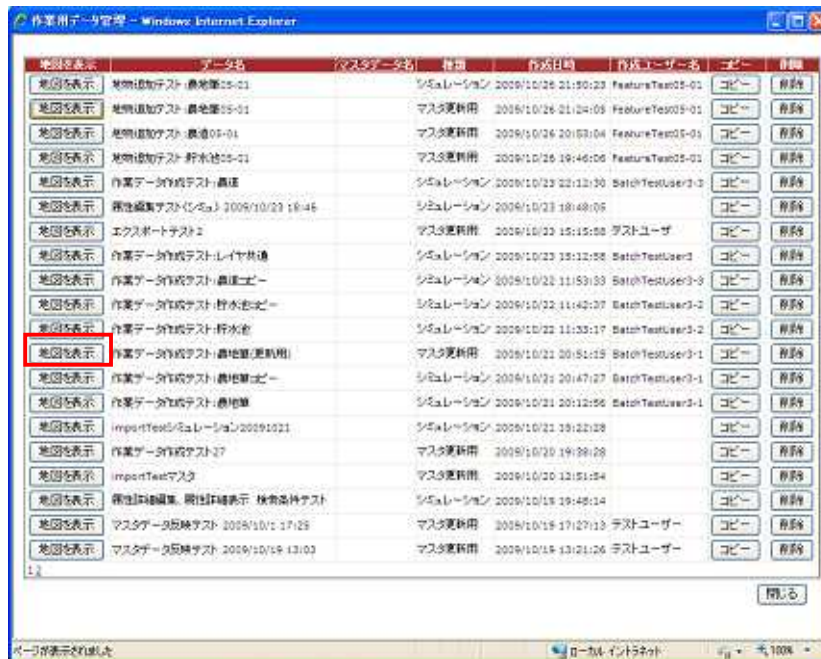 作業用データ管理 - Windows Internet Explorer
地図を表示 データ名 マスタデータ名 種類 作成日時 作成ユーザー名 コピー 削除
地図を表示 地物追加テスト:農地筆05-01 シミュレーション 2009/10/26 21:50:23 FeatureTest05-01 コピー 削除
地図を表示 地物追加テスト:農地筆05-01 マスタ更新用 2009/10/26 21:24:05 FeatureTest05-01 コピー 削除
地図を表示 地物追加テスト:農道05-01 マスタ更新用 2009/10/26 20:53:04 FeatureTest05-01 コピー 削除
地図を表示 地物追加テスト:貯水池05-01 マスタ更新用 2009/10/26 19:46:06 FeatureTest05-01 コピー 削除
地図を表示 作業データ作成テスト:農道 シミュレーション 2009/10/23 22:12:30 BatchTestUser3-3 コピー 削除
地図を表示 属性編集テスト(シミュ) 2009/10/23 18:46 シミュレーション 2009/10/23 18:48:05 コピー 削除
地図を表示 エクスポートテスト2 マスタ更新用 2009/10/23 15:15:58 テストユーザ コピー 削除
地図を表示 作業データ作成テスト:レイヤ共通 シミュレーション 2009/10/23 15:12:58 BatchTestUser3 コピー 削除
地図を表示 作業データ作成テスト:農道:コピー シミュレーション 2009/10/22 11:53:33 BatchTestUser3-3 コピー 削除
地図を表示 作業データ作成テスト:貯水池:コピー シミュレーション 2009/10/22 11:42:37 BatchTestUser3-2 コピー 削除
地図を表示 作業データ作成テスト:貯水池 シミュレーション 2009/10/22 11:33:17 BatchTestUser3-2 コピー 削除
地図を表示 作業データ作成テスト:農地筆(更新用) マスタ更新用 2009/10/21 20:51:15 BatchTestUser3-1 コピー 削除
地図を表示 作業データ作成テスト:農地筆:コピー シミュレーション 2009/10/21 20:47:27 BatchTestUser3-1 コピー 削除
地図を表示 作業データ作成テスト:農地筆 シミュレーション 2009/10/21 20:12:56 BatchTestUser3-1 コピー 削除
地図を表示 importTestシミュレーション20091021 シミュレーション 2009/10/21 15:22:28 コピー 削除
地図を表示 作業データ作成テスト27 マスタ更新用 2009/10/20 19:38:28 コピー 削除
地図を表示 importTestマスタ マスタ更新用 2009/10/20 12:51:54 コピー 削除
地図を表示 属性詳細編集、属性詳細表示 検索条件テスト シミュレーション 2009/10/19 19:48:14 コピー 削除
地図を表示 マスタデータ反映テスト 2009/10/1 17:25 マスタ更新用 2009/10/19 17:27:13 テストユーザー コピー 削除
地図を表示 マスタデータ反映テスト 2009/10/19 13:03 マスタ更新用 2009/10/19 13:21:26 テストユーザー コピー 削除
1 2
閉じる
ページが表示されました ローカル イントラネット 100%